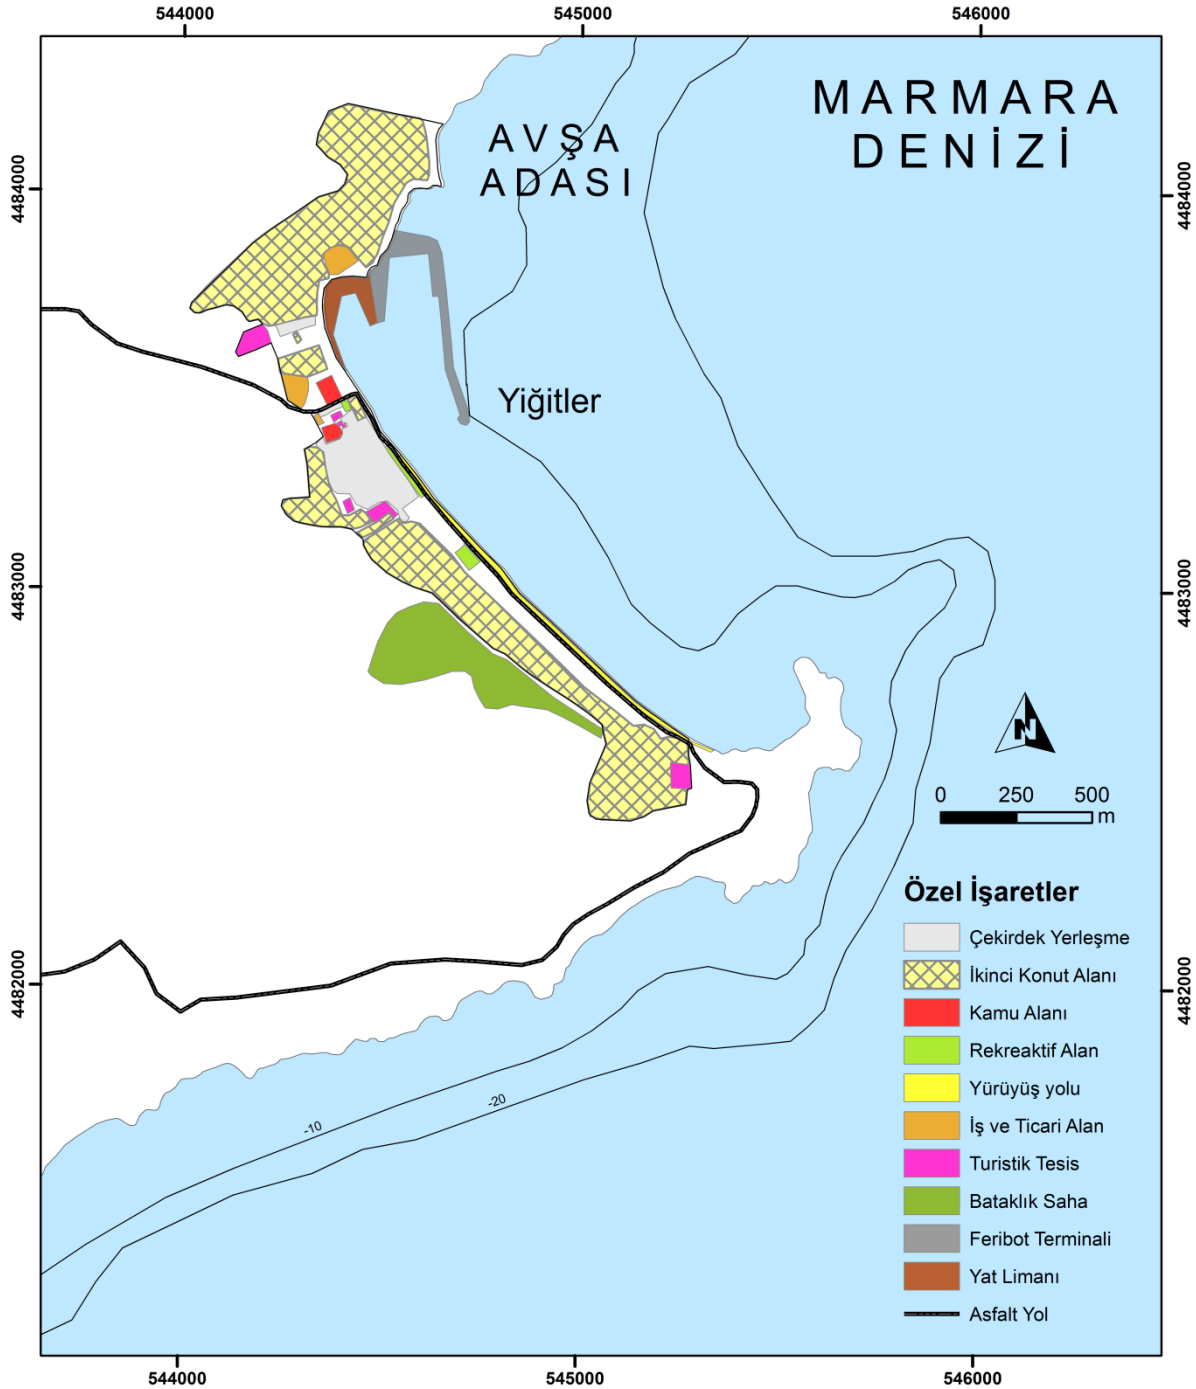 544000
545000
546000
MARMARA
DENİZİ
AVŞA
ADASI
4484000
4484000
Yiğitler
4483000
4483000
N
0 250 500
m
Özel İşaretler
Çekirdek Yerleşme
İkinci Konut Alanı
Kamu Alanı
Rekreaktif Alan
Yürüyüş yolu
İş ve Ticari Alan
Turistik Tesis
Bataklık Saha
Feribot Terminali
Yat Limanı
Asfalt Yol
4482000
4482000
-10
-20
544000
545000
546000